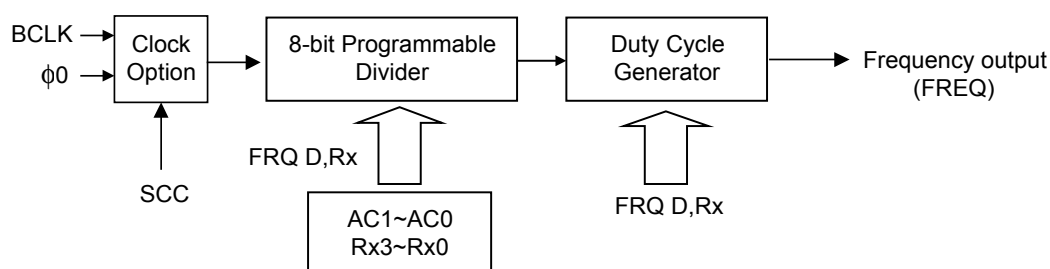 BCLK
ϕ0
Clock
Option
SCC
8-bit Programmable
Divider
FRQ D,Rx
AC1~AC0
Rx3~Rx0
Duty Cycle
Generator
FRQ D,Rx
Frequency output
(FREQ)